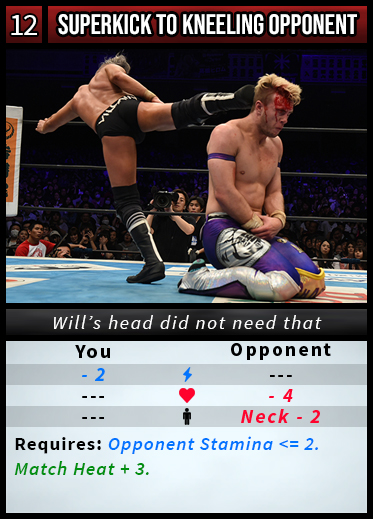 12 SUPERKICK TO KNEELING OPPONENT
Will's head did not need that
You Opponent
- 2 ---
--- - 4
--- Neck - 2
Requires: Opponent Stamina <= 2.
Match Heat + 3.